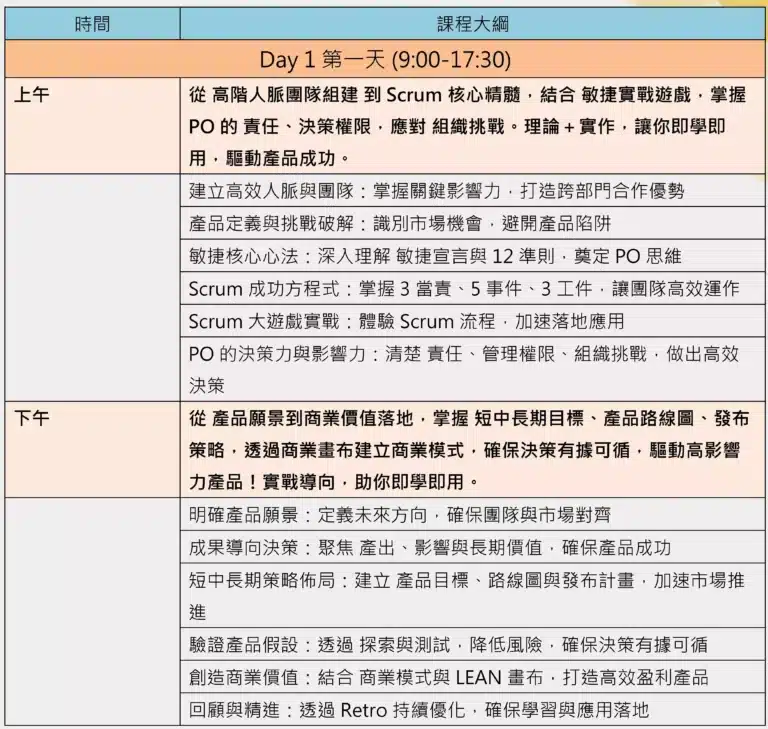 時間 課程大綱
Day 1 第一天 (9:00-17:30)
上午 從 高階人脈團隊組建 到 Scrum 核心精髓，結合 敏捷實戰遊戲，掌握
PO 的 責任、決策權限，應對 組織挑戰。理論＋實作，讓你即學即
用，驅動產品成功。
建立高效人脈與團隊：掌握關鍵影響力，打造跨部門合作優勢
產品定義與挑戰破解：識別市場機會，避開產品陷阱
敏捷核心心法：深入理解 敏捷宣言與 12 準則，奠定 PO 思維
Scrum 成功方程式：掌握 3 當責、5 事件、3 工件，讓團隊高效運作
Scrum 大遊戲實戰：體驗 Scrum 流程，加速落地應用
PO 的決策力與影響力：清楚 責任、管理權限、組織挑戰，做出高效
決策
下午 從 產品願景到商業價值落地，掌握 短中長期目標、產品路線圖、發布
策略，透過商業畫布建立商業模式，確保決策有據可循，驅動高影響
力產品！實戰導向，助你即學即用。
明確產品願景：定義未來方向，確保團隊與市場對齊
成果導向決策：聚焦 產出、影響與長期價值，確保產品成功
短中長期策略佈局：建立 產品目標、路線圖與發布計畫，加速市場推
進
驗證產品假設：透過 探索與測試，降低風險，確保決策有據可循
創造商業價值：結合 商業模式與 LEAN 畫布，打造高效盈利產品
回顧與精進：透過 Retro 持續優化，確保學習與應用落地